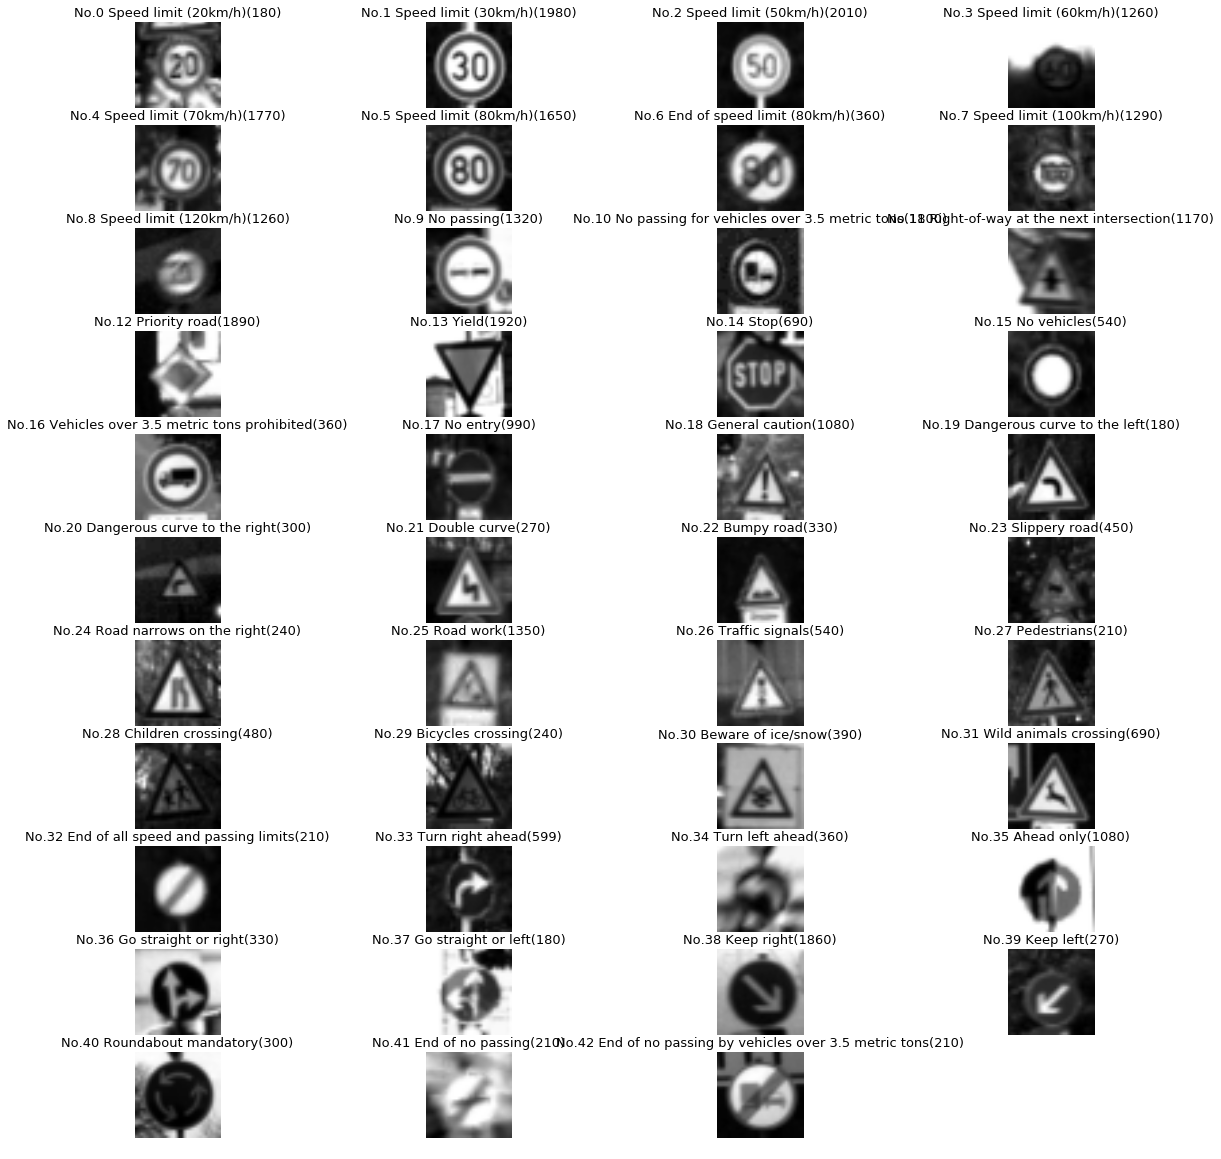 No.0 Speed limit (20km/h)(180)
No.1 Speed limit (30km/h)(1980)
No.2 Speed limit (50km/h)(2010)
No.3 Speed limit (60km/h)(1260)
20
30
50
No.4 Speed limit (70km/h)(1770)
No.5 Speed limit (80km/h)(1650)
No.6 End of speed limit (80km/h)(360)
No.7 Speed limit (100km/h)(1290)
70
80
80
No.8 Speed limit (120km/h)(1260)
No.9 No passing(1320)
No.10 No passing for vehicles over 3.5 metric tons(1800)
No.11 Right-of-way at the next intersection(1170)
No.12 Priority road(1890)
No.13 Yield(1920)
No.14 Stop(690)
No.15 No vehicles(540)
STOP
No.16 Vehicles over 3.5 metric tons prohibited(360)
No.17 No entry(990)
No.18 General caution(1080)
No.19 Dangerous curve to the left(180)
No.20 Dangerous curve to the right(300)
No.21 Double curve(270)
No.22 Bumpy road(330)
No.23 Slippery road(450)
No.24 Road narrows on the right(240)
No.25 Road work(1350)
No.26 Traffic signals(540)
No.27 Pedestrians(210)
No.28 Children crossing(480)
No.29 Bicycles crossing(240)
No.30 Beware of ice/snow(390)
No.31 Wild animals crossing(690)
No.32 End of all speed and passing limits(210)
No.33 Turn right ahead(599)
No.34 Turn left ahead(360)
No.35 Ahead only(1080)
No.36 Go straight or right(330)
No.37 Go straight or left(180)
No.38 Keep right(1860)
No.39 Keep left(270)
No.40 Roundabout mandatory(300)
No.41 End of no passing(210)
No.42 End of no passing by vehicles over 3.5 metric tons(210)